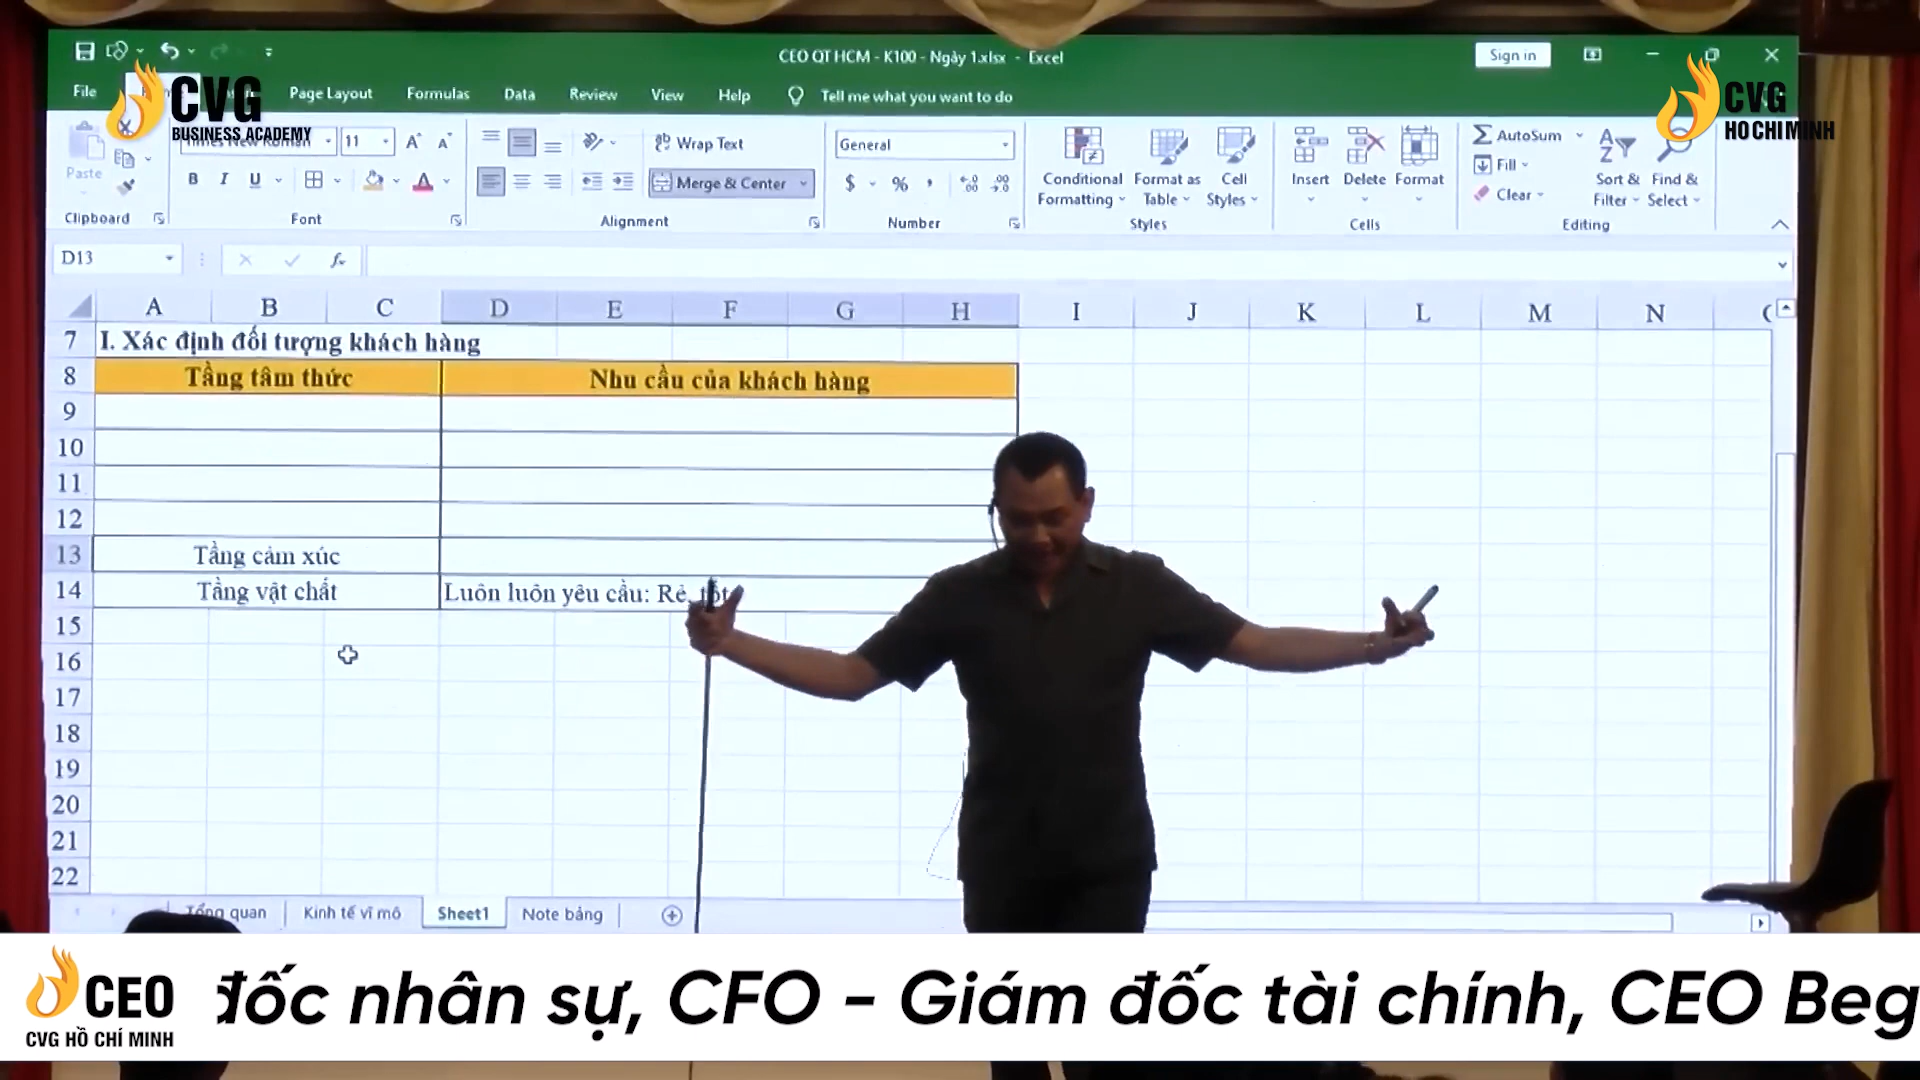 CEO QT HCM - K100 - Ngày 1.xlsx - Excel
Sign in
File
Page Layout
Formulas
Data
Review
View
Help
Tell me what you want to do
CVG
BUSINESS ACADEMY
CVG
HO CHI MINH
Paste
Clipboard
Times New Roman
11
B I U
Font
Wrap Text
Merge & Center
Alignment
General
$ % ,
Number
Conditional
Formatting
Format as
Table
Cell
Styles
Styles
Insert
Delete
Format
Cells
AutoSum
Fill
Clear
Sort &
Filter
Find &
Select
Editing
D13
fx
A B C D E F G H I J K L M N
7 I. Xác định đối tượng khách hàng
8 Tầng tâm thức Nhu cầu của khách hàng
9
10
11
12
13 Tầng cảm xúc
14 Tầng vật chất Luôn luôn yêu cầu: Rẻ, tốt
15
16
17
18
19
20
21
22
Tổng quan
Kinh tế vĩ mô
Sheet1
Note bảng
CEO
CVG HỒ CHÍ MINH
đốc nhân sự, CFO - Giám đốc tài chính, CEO Beg